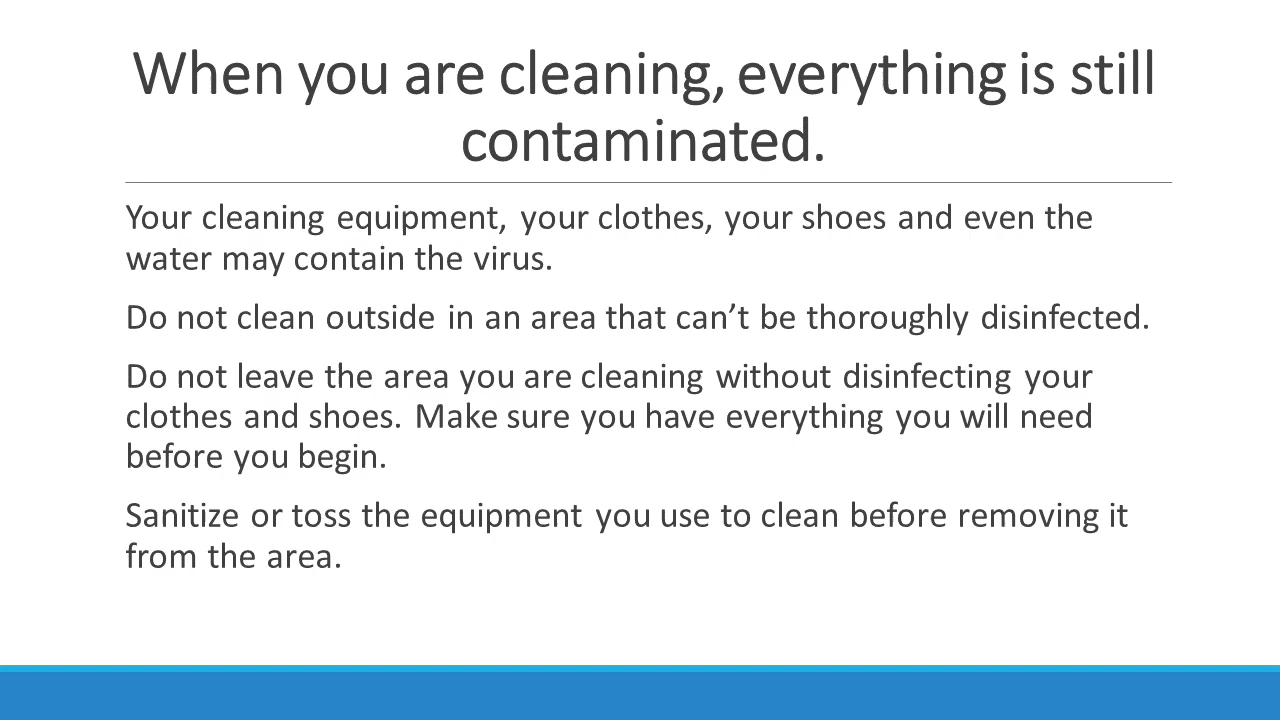 When you are cleaning, everything is still
contaminated.
Your cleaning equipment, your clothes, your shoes and even the
water may contain the virus.
Do not clean outside in an area that can’t be thoroughly disinfected.
Do not leave the area you are cleaning without disinfecting your
clothes and shoes. Make sure you have everything you will need
before you begin.
Sanitize or toss the equipment you use to clean before removing it
from the area.